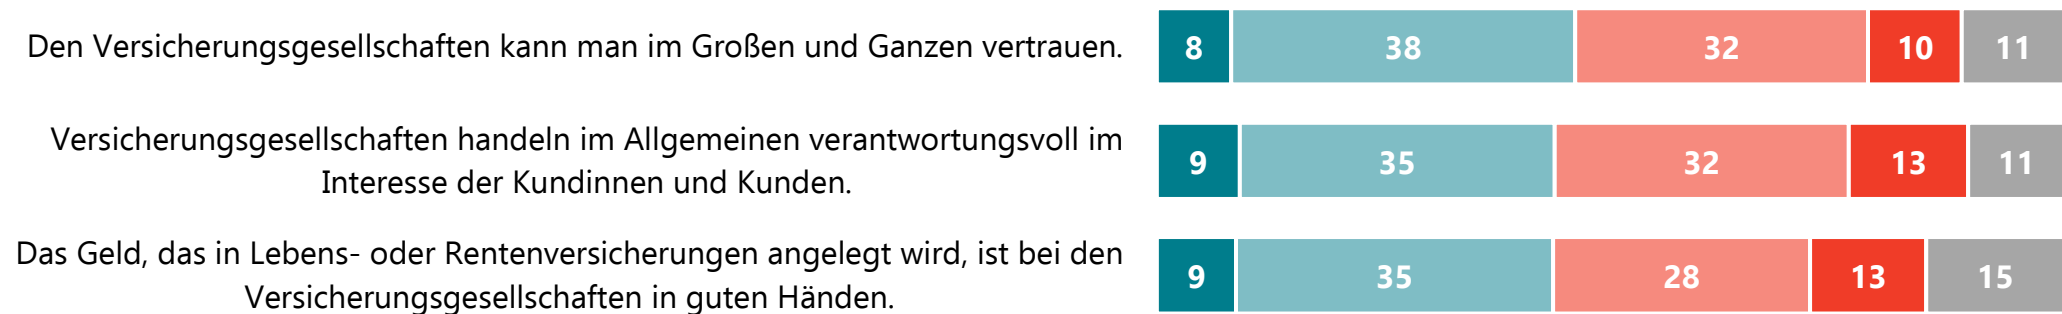 Den Versicherungsgesellschaften kann man im Großen und Ganzen vertrauen. 8 38 32 10 11
Versicherungsgesellschaften handeln im Allgemeinen verantwortungsvoll im
Interesse der Kundinnen und Kunden. 9 35 32 13 11
Das Geld, das in Lebens- oder Rentenversicherungen angelegt wird, ist bei den
Versicherungsgesellschaften in guten Händen. 9 35 28 13 15